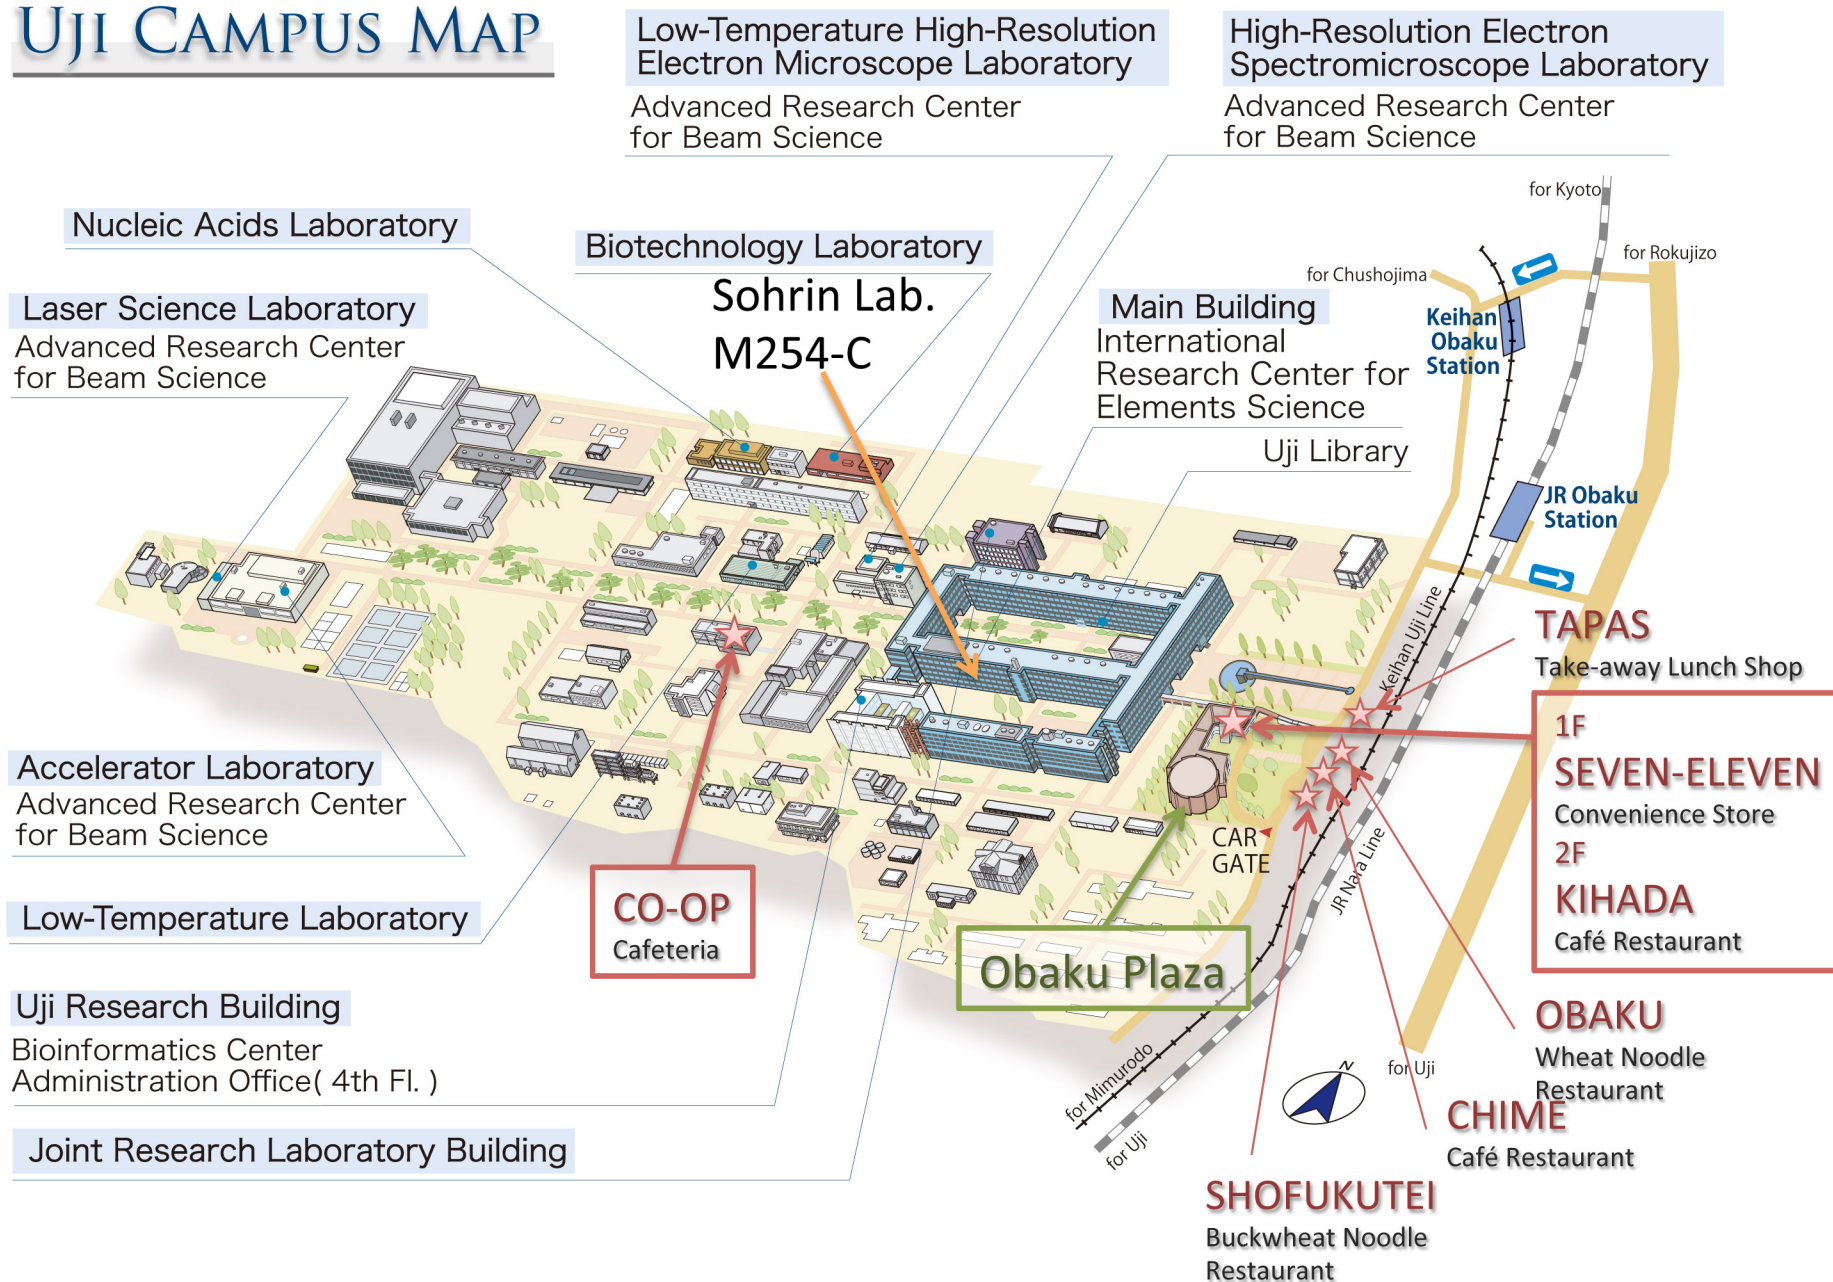 UJI CAMPUS MAP
Low-Temperature High-Resolution
Electron Microscope Laboratory
Advanced Research Center
for Beam Science
High-Resolution Electron
Spectromicroscope Laboratory
Advanced Research Center
for Beam Science
for Kyoto
for Rokujizo
for Chushojima
Keihan
Obaku
Station
Nucleic Acids Laboratory
Biotechnology Laboratory
Sohrin Lab.
M254-C
Laser Science Laboratory
Advanced Research Center
for Beam Science
Main Building
International
Research Center for
Elements Science
Uji Library
JR Obaku
Station
Keihan Uji Line
TAPAS
Take-away Lunch Shop
1F
SEVEN-ELEVEN
Convenience Store
2F
KIHADA
Café Restaurant
Accelerator Laboratory
Advanced Research Center
for Beam Science
CAR
GATE
JR Nara Line
CO-OP
Cafeteria
Low-Temperature Laboratory
Obaku Plaza
Uji Research Building
Bioinformatics Center
Administration Office( 4th Fl. )
OBAKU
Wheat Noodle
Restaurant
for Mimurodo
for Uji
N
for Uji
CHIME
Café Restaurant
Joint Research Laboratory Building
SHOFUKUTEI
Buckwheat Noodle
Restaurant